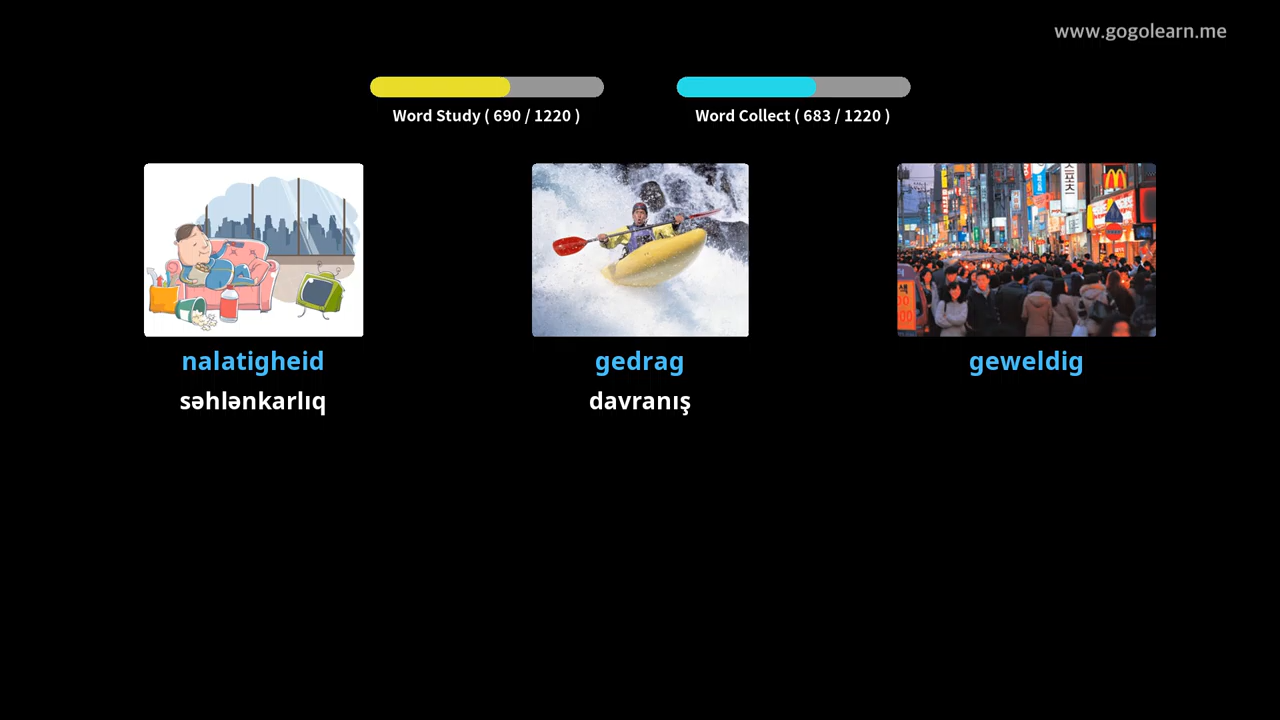 www.gogolearn.me
Word Study ( 690 / 1220 )
Word Collect ( 683 / 1220 )
nalatigheid
gedrag
geweldig
səhlənkarlıq
davranış